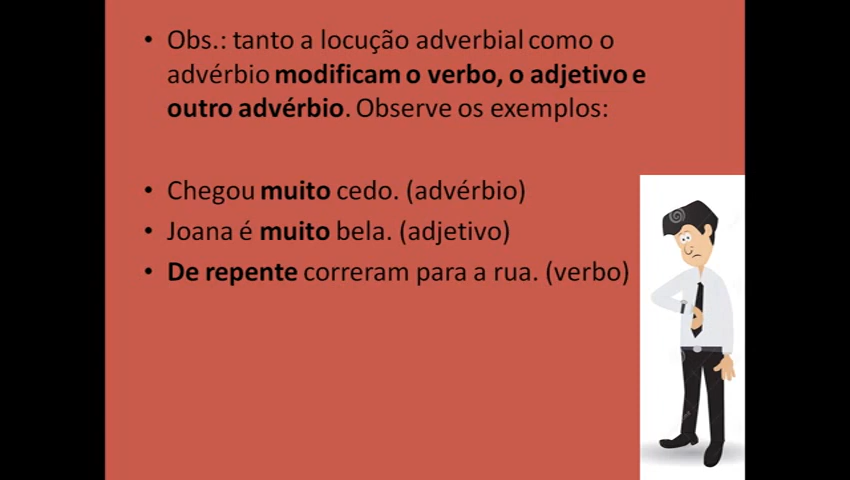 • Obs.: tanto a locução adverbial como o
advérbio modificam o verbo, o adjetivo e
outro advérbio. Observe os exemplos:
• Chegou muito cedo. (advérbio)
• Joana é muito bela. (adjetivo)
• De repente correram para a rua. (verbo)